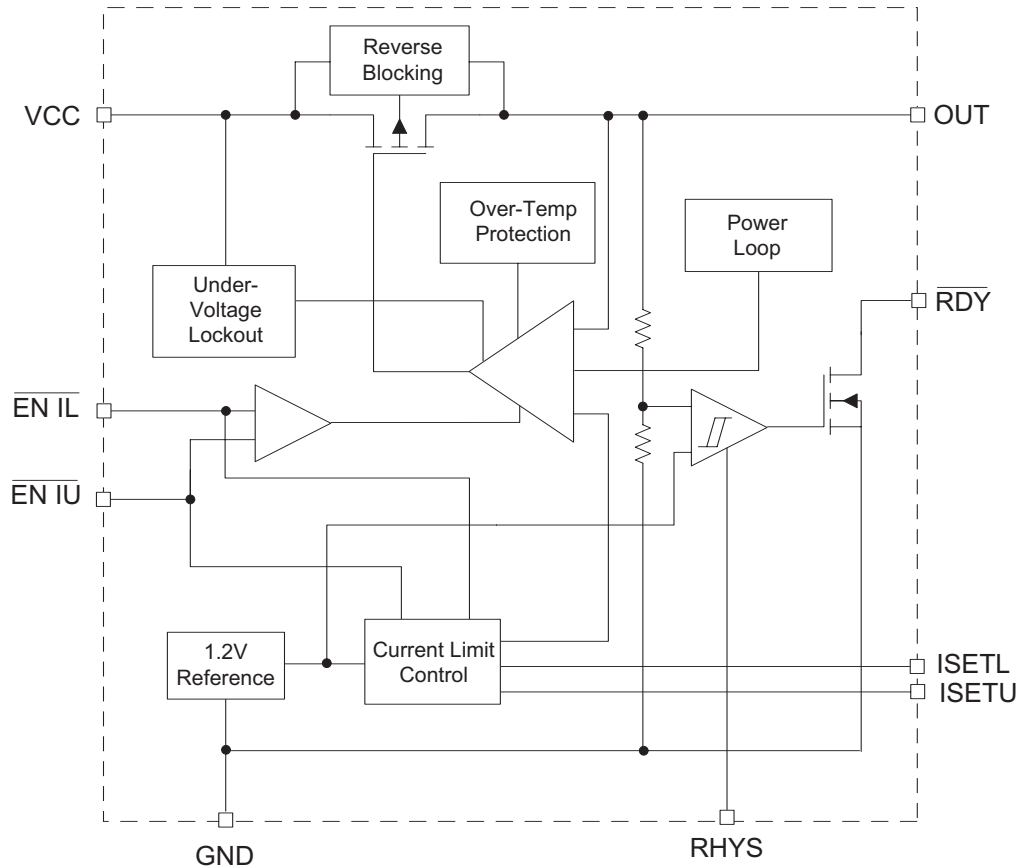 Reverse
Blocking
VCC
OUT
Over-Temp
Protection
Power
Loop
Under-
Voltage
Lockout
RDY
EN IL
EN IU
1.2V
Reference
Current Limit
Control
ISETL
ISETU
GND
RHYS